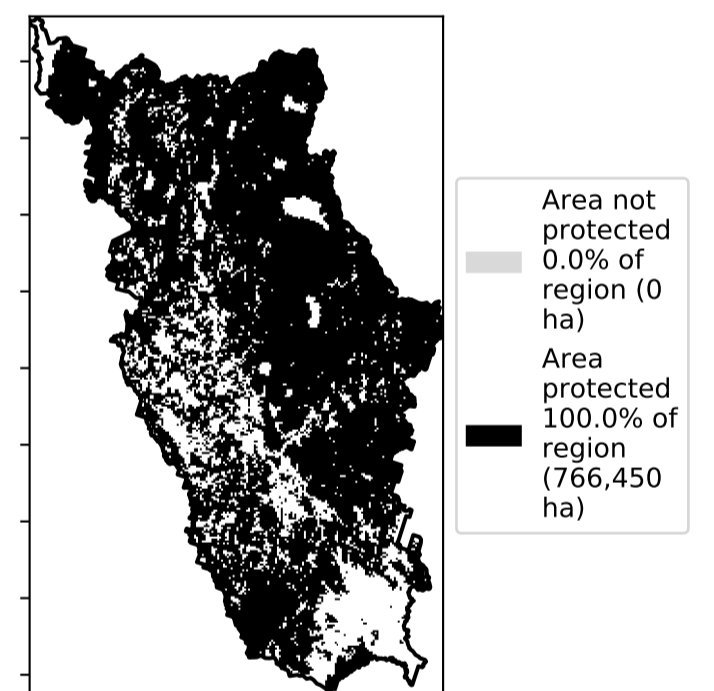 Area not
protected
0.0% of
region (0
ha)
Area
protected
100.0% of
region
(766,450
ha)